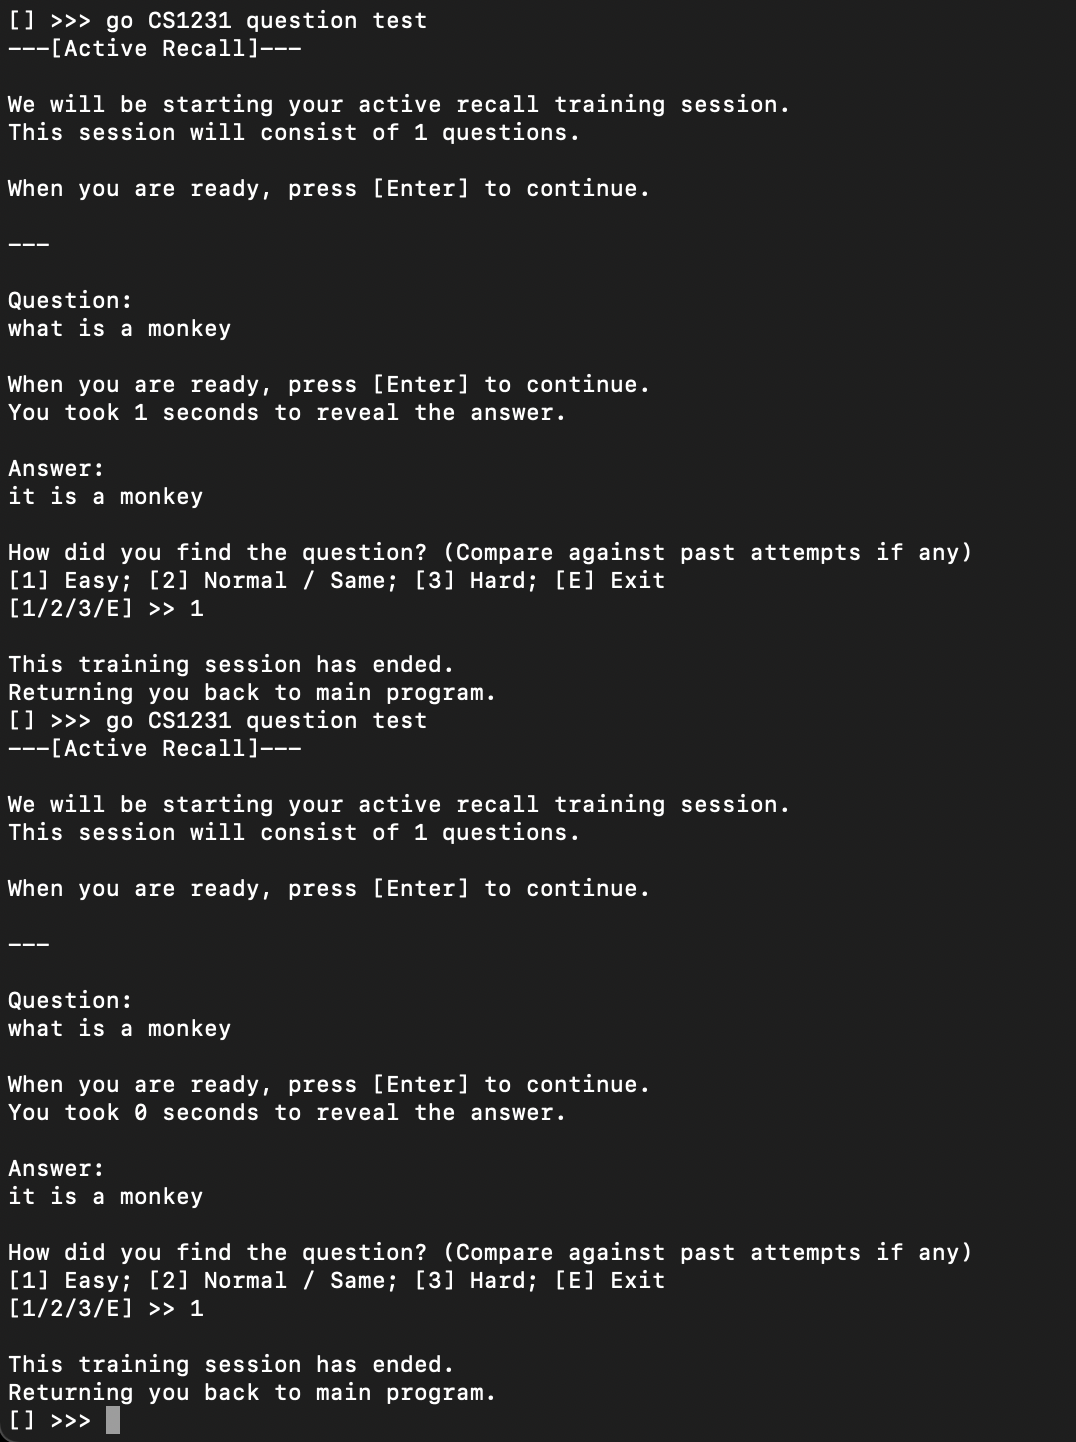 [] >>> go CS1231 question test
---[Active Recall]---
We will be starting your active recall training session.
This session will consist of 1 questions.
When you are ready, press [Enter] to continue.
---
Question:
what is a monkey
When you are ready, press [Enter] to continue.
You took 1 seconds to reveal the answer.
Answer:
it is a monkey
How did you find the question? (Compare against past attempts if any)
[1] Easy; [2] Normal / Same; [3] Hard; [E] Exit
[1/2/3/E] >> 1
This training session has ended.
Returning you back to main program.
[] >>> go CS1231 question test
---[Active Recall]---
We will be starting your active recall training session.
This session will consist of 1 questions.
When you are ready, press [Enter] to continue.
---
Question:
what is a monkey
When you are ready, press [Enter] to continue.
You took 0 seconds to reveal the answer.
Answer:
it is a monkey
How did you find the question? (Compare against past attempts if any)
[1] Easy; [2] Normal / Same; [3] Hard; [E] Exit
[1/2/3/E] >> 1
This training session has ended.
Returning you back to main program.
[] >>>